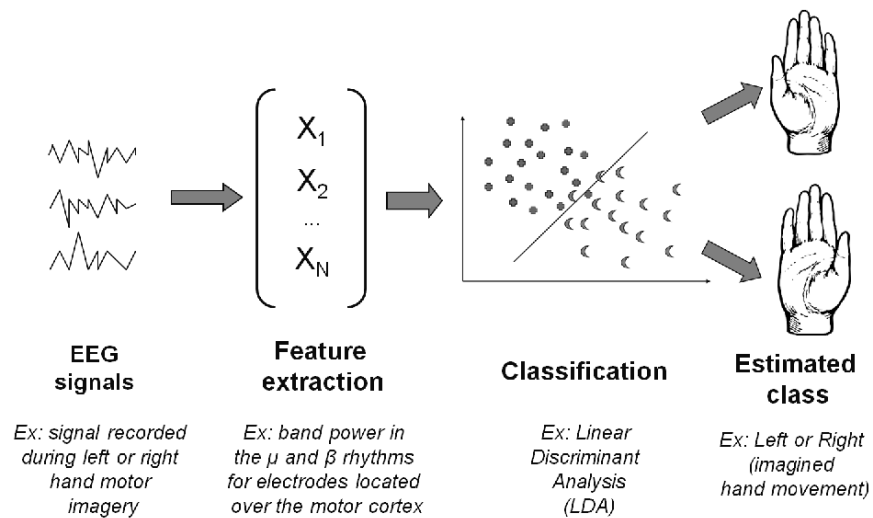 X1
X2
...
XN
EEG
signals
Ex: signal recorded
during left or right
hand motor
imagery
Feature
extraction
Ex: band power in
the μ and β rhythms
for electrodes located
over the motor cortex
Classification
Ex: Linear
Discriminant
Analysis
(LDA)
Estimated
class
Ex: Left or Right
(imagined
hand movement)